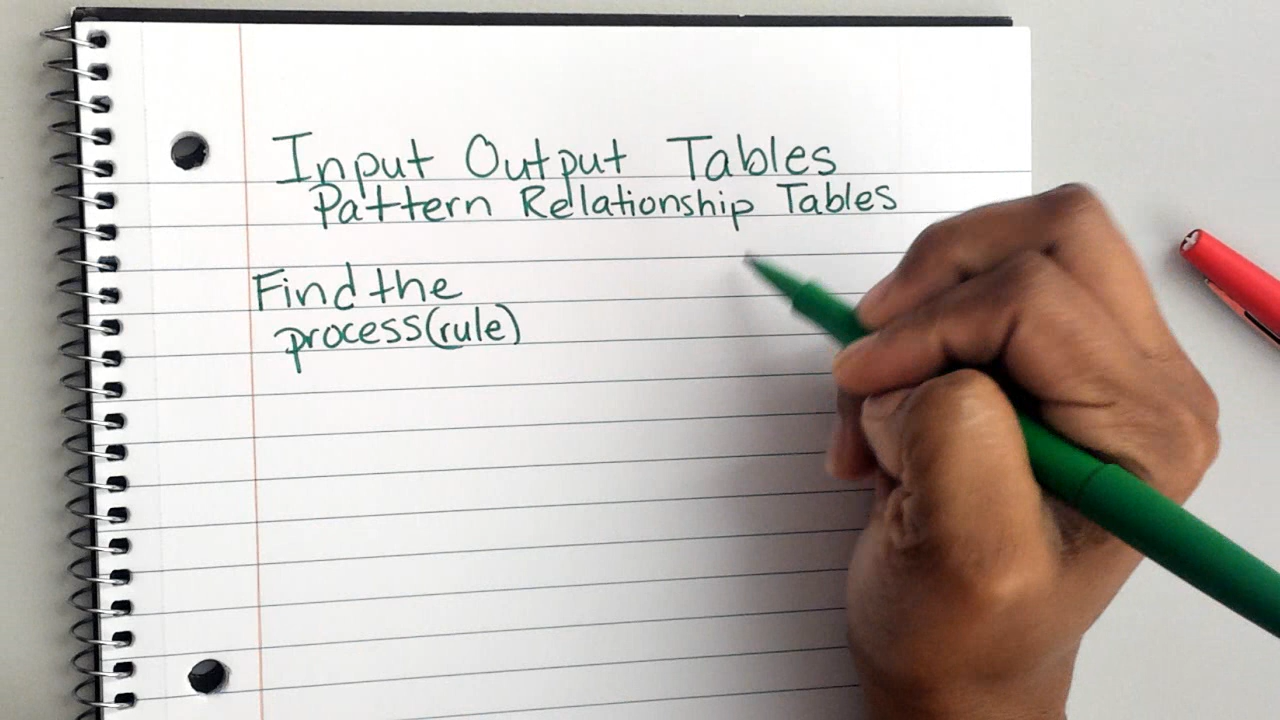 Input Output Tables
Pattern Relationship Tables
Find the
process(rule)